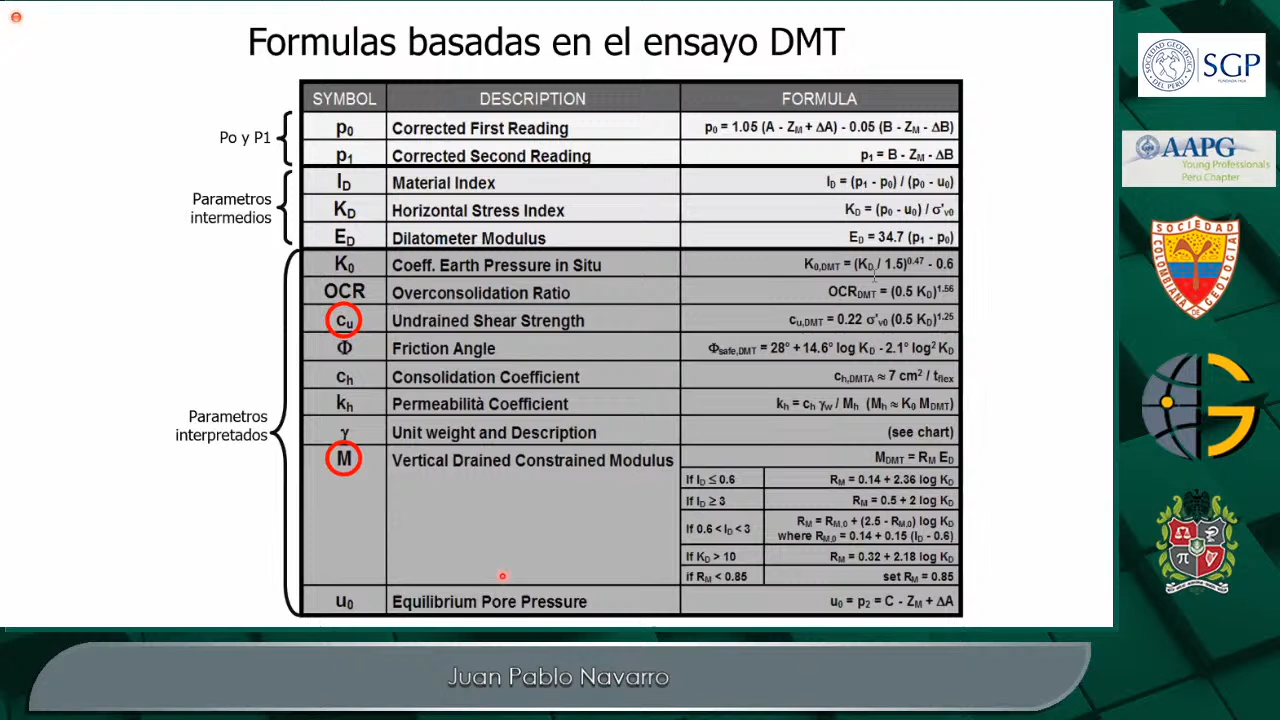 Formulas basadas en el ensayo DMT
SYMBOL DESCRIPTION FORMULA
Po y P1
p0 Corrected First Reading p0 = 1.05 (A - ZM + ΔA) - 0.05 (B - ZM - ΔB)
p1 Corrected Second Reading p1 = B - ZM - ΔB
Parametros
intermedios
ID Material Index ID = (p1 - p0) / (p0 - u0)
KD Horizontal Stress Index KD = (p0 - u0) / σ'v0
ED Dilatometer Modulus ED = 34.7 (p1 - p0)
Parametros
interpretados
K0 Coeff. Earth Pressure in Situ K0,DMT = (KD / 1.5)^0.47 - 0.6
OCR Overconsolidation Ratio OCRDMT = (0.5 KD)^1.56
cu Undrained Shear Strength cu,DMT = 0.22 σ'v0 (0.5 KD)^1.25
Φ Friction Angle Φsafe,DMT = 28° + 14.6° log KD - 2.1° log² KD
ch Consolidation Coefficient ch,DMTA ≈ 7 cm² / tflex
kh Permeabilità Coefficient kh = ch γw / Mh (Mh ≈ K0 MDMT)
γ Unit weight and Description (see chart)
M Vertical Drained Constrained Modulus MDMT = RM ED
If ID ≤ 0.6 RM = 0.14 + 2.36 log KD
If ID ≥ 3 RM = 0.5 + 2 log KD
If 0.6 < ID < 3 RM = RM,0 + (2.5 - RM,0) log KD
where RM,0 = 0.14 + 0.15 (ID - 0.6)
If KD > 10 RM = 0.32 + 2.18 log KD
if RM < 0.85 set RM = 0.85
u0 Equilibrium Pore Pressure u0 = p2 = C - ZM + ΔA
Juan Pablo Navarro
SGP
AAPG
Young Professionals
Peru Chapter
SOCIEDAD
COLOMBIANA
DE GEOLOGIA